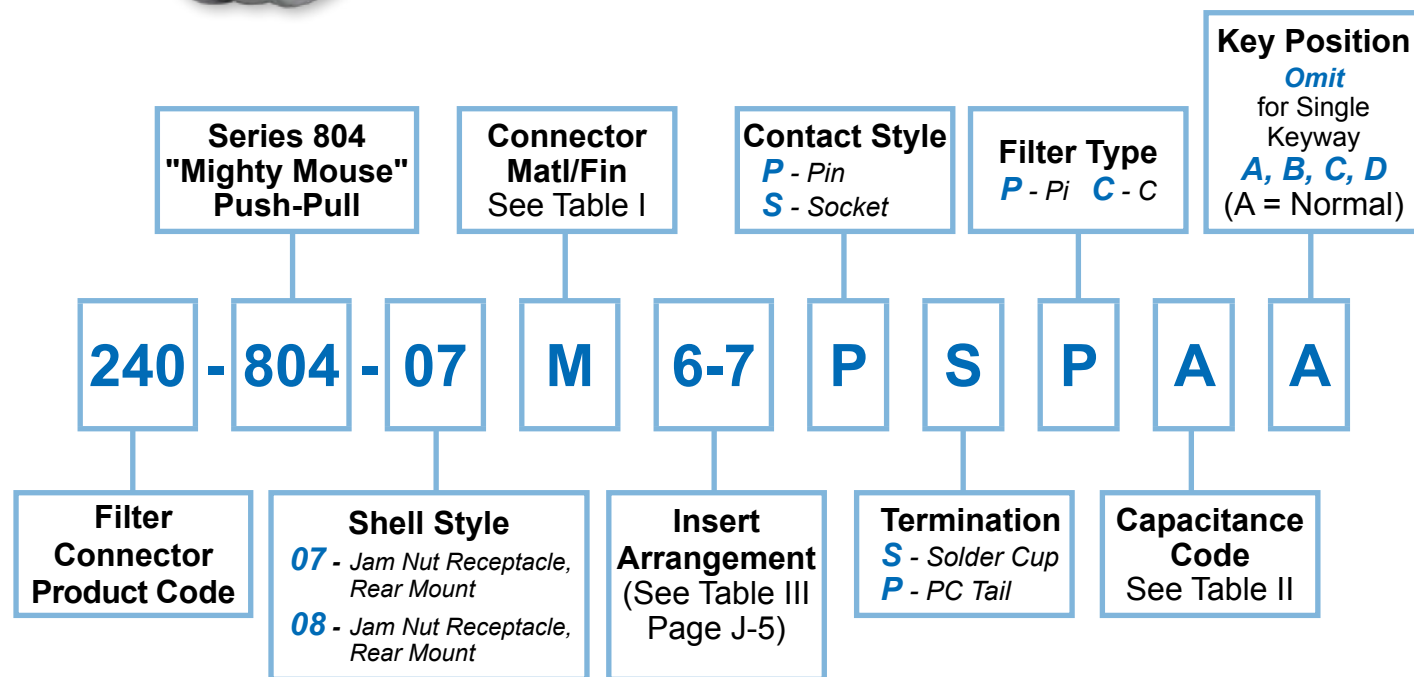 Key Position
Omit
for Single
Keyway
A, B, C, D
(A = Normal)
Series 804
"Mighty Mouse"
Push-Pull
Connector
Matl/Fin
See Table I
Contact Style
P - Pin
S - Socket
Filter Type
P - Pi C - C
240 - 804 - 07 M 6-7 P S P A A
Filter
Connector
Product Code
Shell Style
07 - Jam Nut Receptacle,
Rear Mount
08 - Jam Nut Receptacle,
Rear Mount
Insert
Arrangement
(See Table III
Page J-5)
Termination
S - Solder Cup
P - PC Tail
Capacitance
Code
See Table II